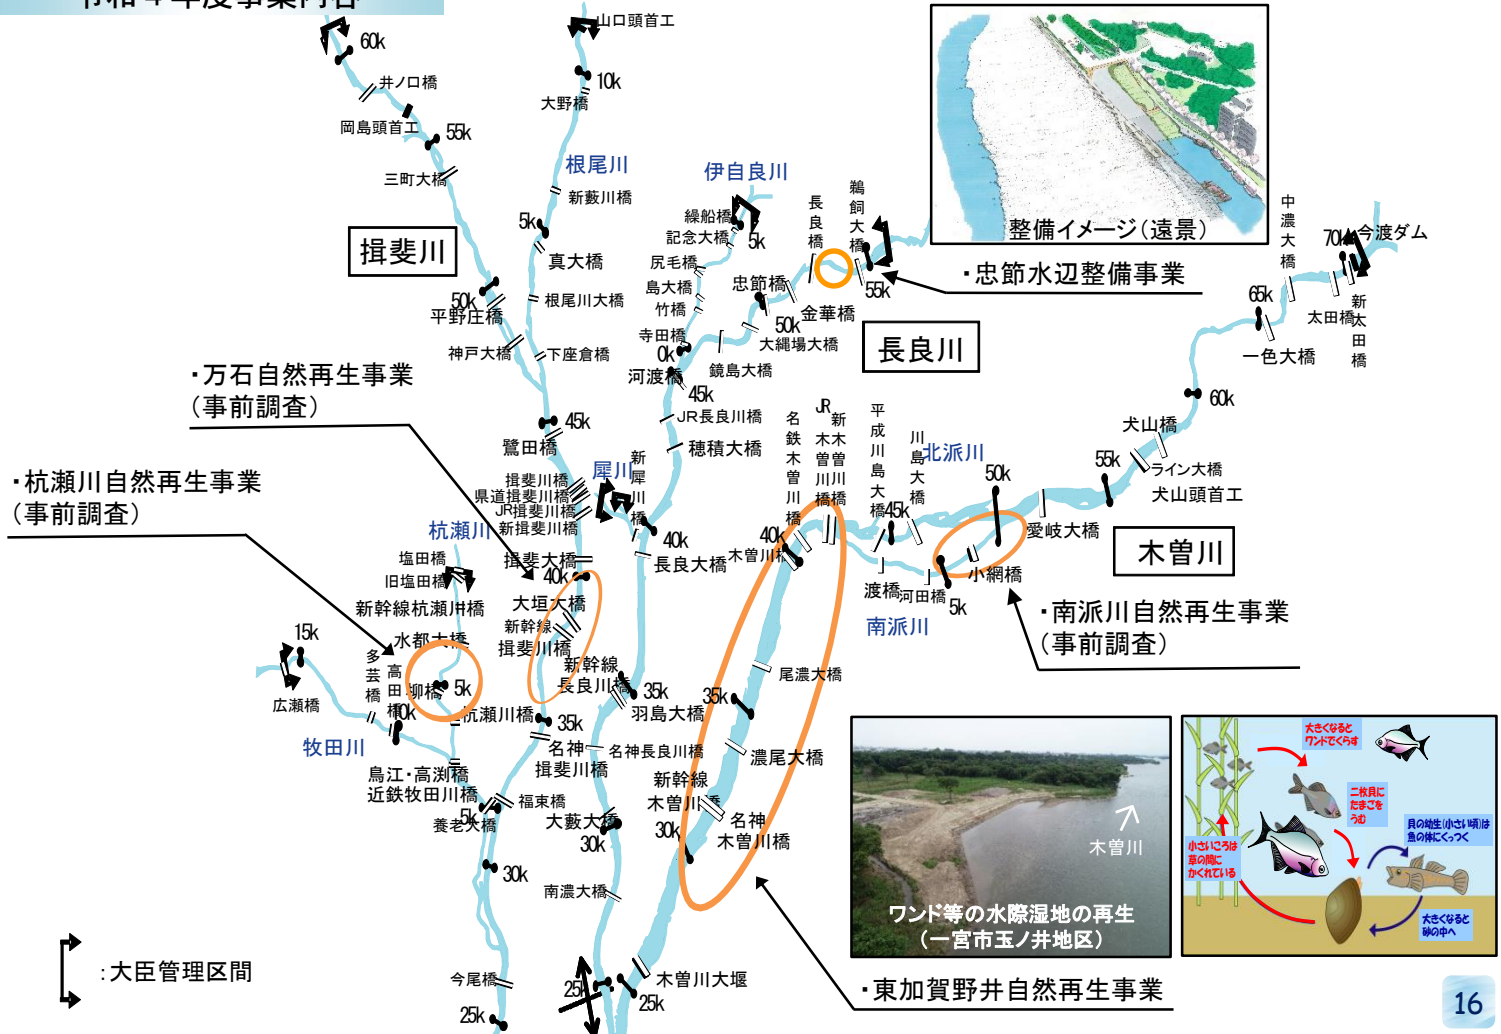 令和4年度事業内容
山口頭首工
60k
10k
井ノ口橋
大野橋
岡島頭首工
55k
三町大橋
根尾川
新藪川橋
伊自良川
繰船橋
記念大橋
5k
5k
尻毛橋
島大橋
竹橋
寺田橋
0k
河渡橋
長良橋
鵜飼大橋
整備イメージ(遠景)
中濃大橋
70k
今渡ダム
揖斐川
真大橋
根尾川大橋
50k
平野庄橋
神戸大橋
下座倉橋
忠節橋
50k
金華橋
大縄場大橋
鏡島大橋
55k
・忠節水辺整備事業
長良川
65k
太田橋
新太田橋
一色大橋
60k
・万石自然再生事業
(事前調査)
45k
JR長良川橋
穂積大橋
45k
鷺田橋
揖斐川橋
県道揖斐川橋
JR揖斐川橋
新揖斐川橋
犀川
新犀川橋
名鉄木曽川橋
JR木曽川橋
新木曽川橋
平成川島大橋
川島大橋
北派川
45k
50k
55k
犬山橋
ライン大橋
犬山頭首工
愛岐大橋
木曽川
・杭瀬川自然再生事業
(事前調査)
杭瀬川
塩田橋
旧塩田橋
新幹線杭瀬川橋
水都大橋
揖斐大橋
40k
大垣大橋
新幹線
揖斐川橋
40k
長良大橋
40k
木曽川橋
渡橋
河田橋
5k
小網橋
南派川
・南派川自然再生事業
(事前調査)
15k
広瀬橋
多芸橋
高田橋
10k
柳橋
5k
杭瀬川橋
牧田川
新幹線
長良川橋
35k
羽島大橋
35k
名神
揖斐川橋
名神長良川橋
尾濃大橋
35k
濃尾大橋
新幹線
木曽川橋
名神
木曽川橋
30k
烏江・高渕橋
近鉄牧田川橋
5k
養老大橋
福束橋
大藪大橋
30k
30k
南濃大橋
今尾橋
25k
25k
25k
木曽川大堰
・東加賀野井自然再生事業
:大臣管理区間
木曽川
ワンド等の水際湿地の再生
(一宮市玉ノ井地区)
大きくなると
ワンドでくらす
二枚貝に
たまごを
うむ
貝の幼生(小さい頃)は
魚の体にくっつく
小さいころは
草の間に
かくれている
大きくなると
砂の中へ
16